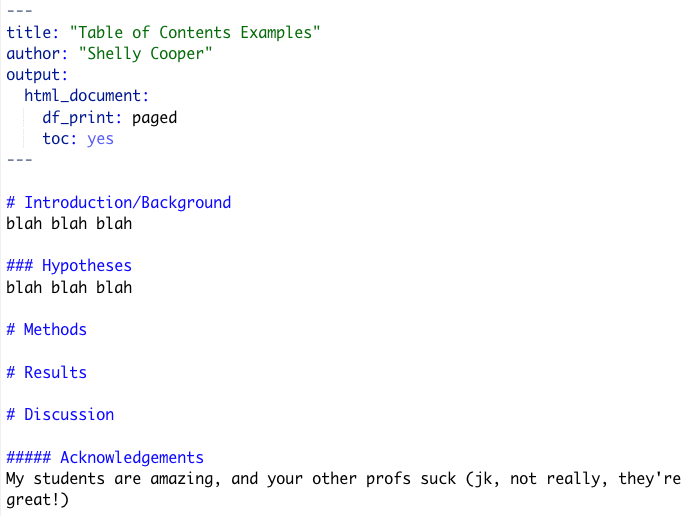 ---
title: "Table of Contents Examples"
author: "Shelly Cooper"
output:
  html_document:
    df_print: paged
    toc: yes
---
# Introduction/Background
blah blah blah
### Hypotheses
blah blah blah
# Methods
# Results
# Discussion
##### Acknowledgements
My students are amazing, and your other profs suck (jk, not really, they're
great!)